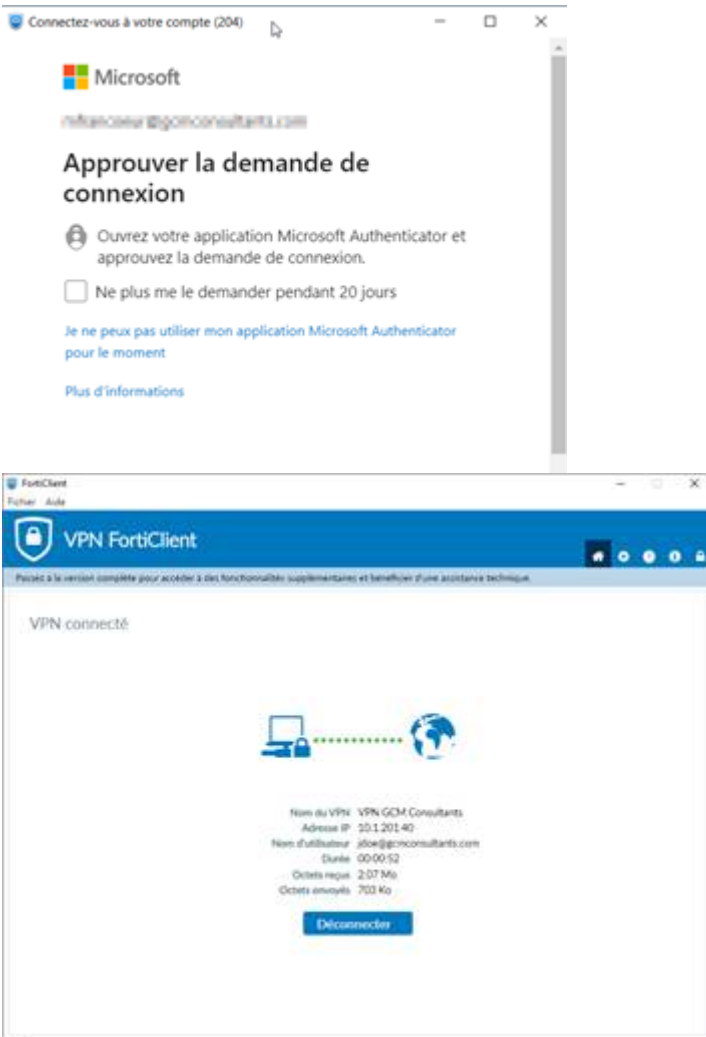 Connectez-vous à votre compte (204)
Microsoft
Approuver la demande de
connexion
Ouvrez votre application Microsoft Authenticator et
approuvez la demande de connexion.
Ne plus me le demander pendant 20 jours
Je ne peux pas utiliser mon application Microsoft Authenticator
pour le moment
Plus d'informations
FortiClient
Fichier Aide
VPN FortiClient
Passez à la version complète pour accéder à des fonctionnalités supplémentaires et bénéficier d'une assistance technique.
VPN connecté
Nom du VPN VPN GCM Consultants
Adresse IP 10.1.201.40
Nom d'utilisateur jdoe@gcmconsultants.com
Durée 00:00:52
Octets reçus 2.07 Mo
Octets envoyés 703 Ko
Déconnecter